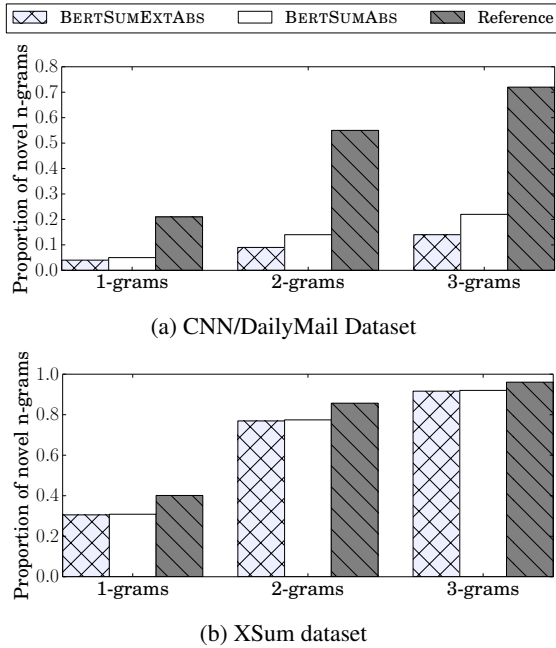 BERTSUMEXTABS BERTSUMABS Reference
Proportion of novel n-grams
0.8
0.7
0.6
0.5
0.4
0.3
0.2
0.1
0.0
1-grams 2-grams 3-grams
(a) CNN/DailyMail Dataset
Proportion of novel n-grams
1.0
0.8
0.6
0.4
0.2
0.0
1-grams 2-grams 3-grams
(b) XSum dataset